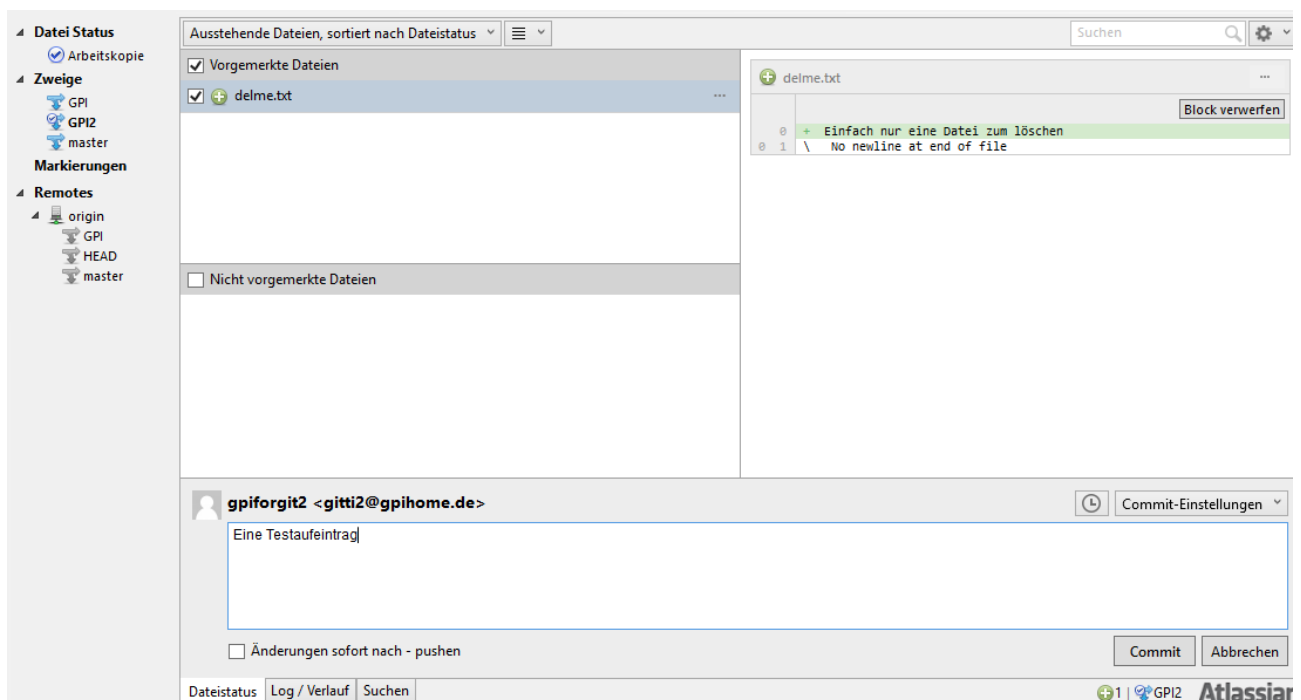 Datei Status
Arbeitskopie
Zweige
GPI
GPI2
master
Markierungen
Remotes
origin
GPI
HEAD
master
Ausstehende Dateien, sortiert nach Dateistatus
Suchen
Vorgemerkte Dateien
delme.txt ...
Nicht vorgemerkte Dateien
delme.txt ...
Block verwerfen
0 + Einfach nur eine Datei zum löschen
0 1 \ No newline at end of file
gpiforgit2 <gitti2@gpihome.de>
Commit-Einstellungen
Eine Testaufeintrag
Änderungen sofort nach - pushen
Commit Abbrechen
Dateistatus Log / Verlauf Suchen
1 | GPI2 Atlassian